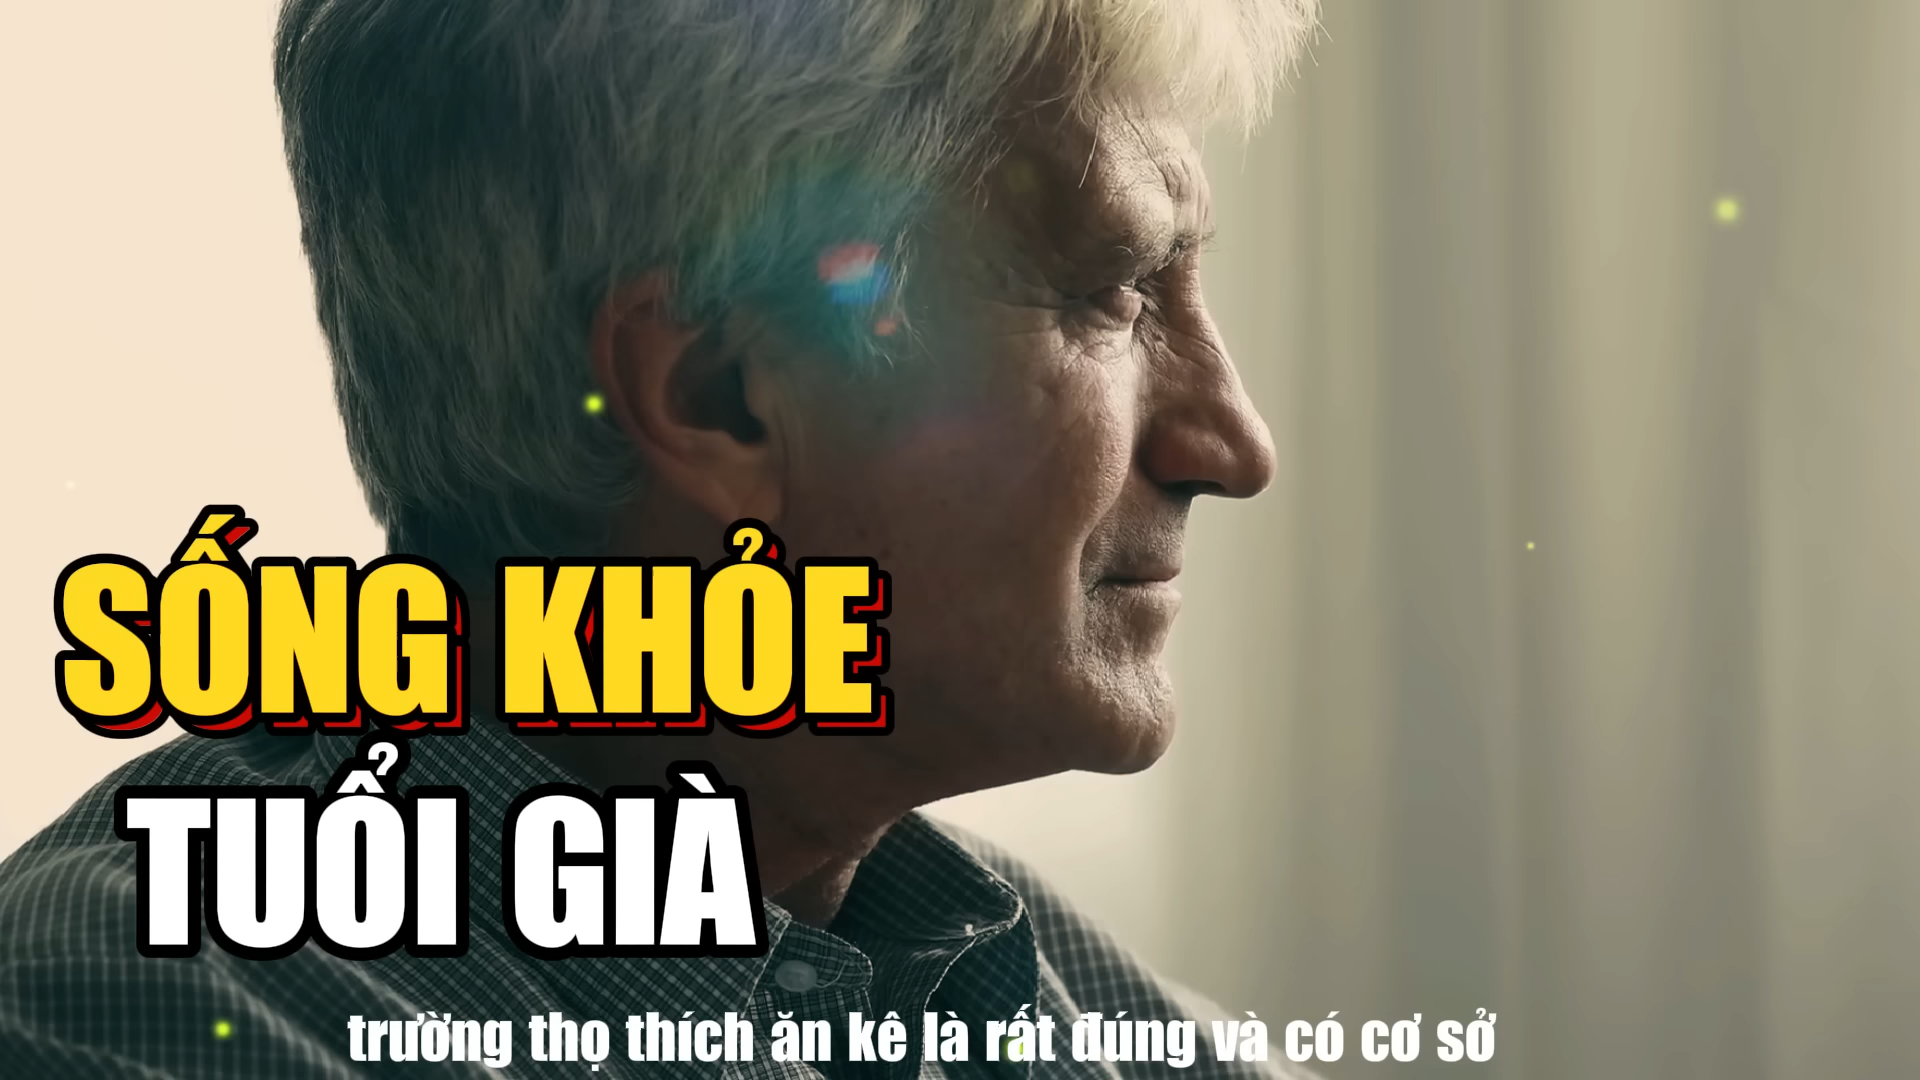 SỐNG KHỎE
TUỔI GIÀ
trường thọ thích ăn kê là rất đúng và có cơ sở